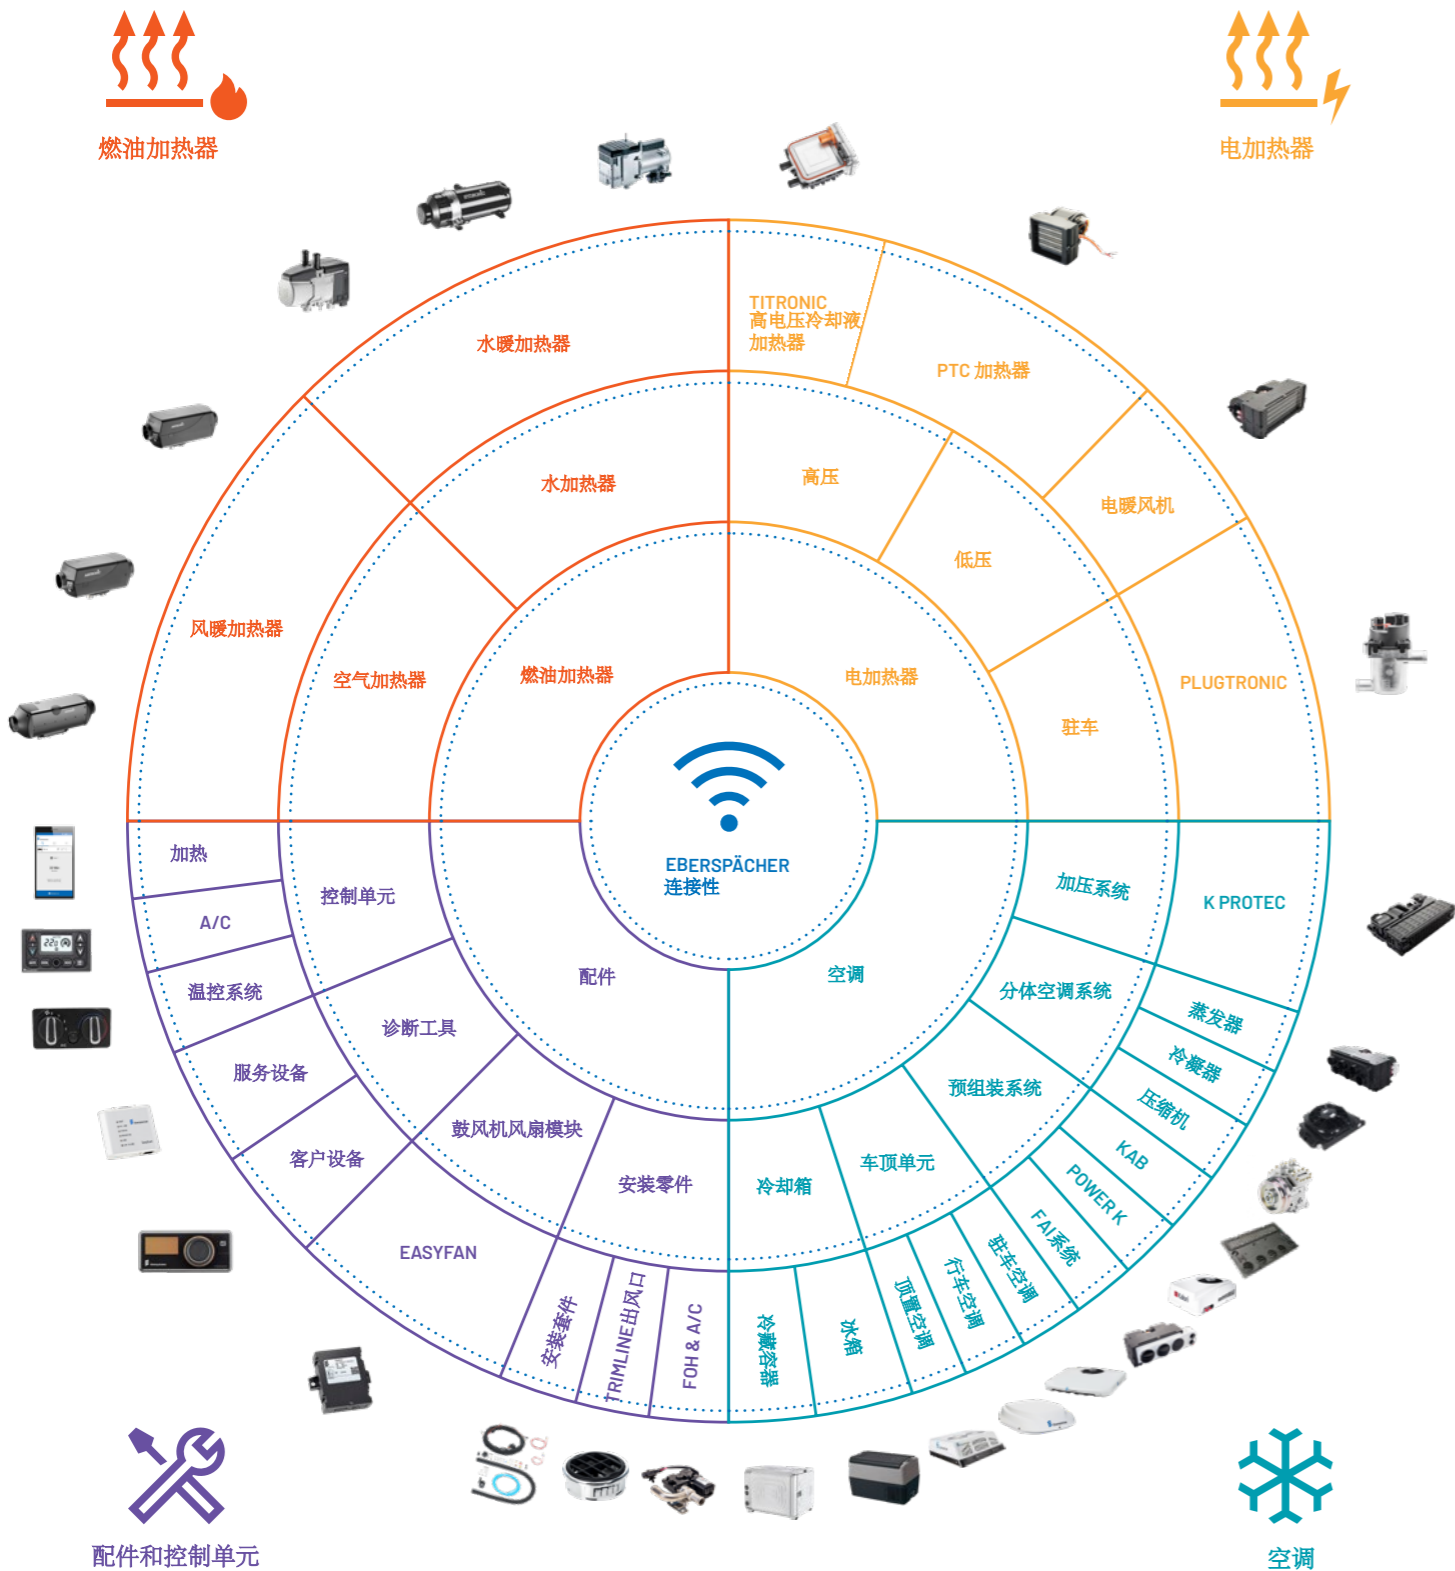 燃油加热器
电加热器
水暖加热器
TITRONIC
高电压冷却液
加热器
PTC 加热器
电暖风机
水加热器
高压
低压
风暖加热器
空气加热器
燃油加热器
电加热器
驻车
PLUGTRONIC
EBERSPÄCHER
连接性
加热
A/C
温控系统
控制单元
配件
空调
加压系统
K PROTEC
分体空调系统
蒸发器
冷凝器
压缩机
诊断工具
服务设备
客户设备
鼓风机风扇模块
安装零件
冷却箱
车顶单元
预组装系统
KAB
POWER K
FAI系统
驻车空调
行车空调
顶置空调
冰箱
冷藏容器
EASYFAN
安装套件
TRIMLINE出风口
FOH & A/C
配件和控制单元
空调